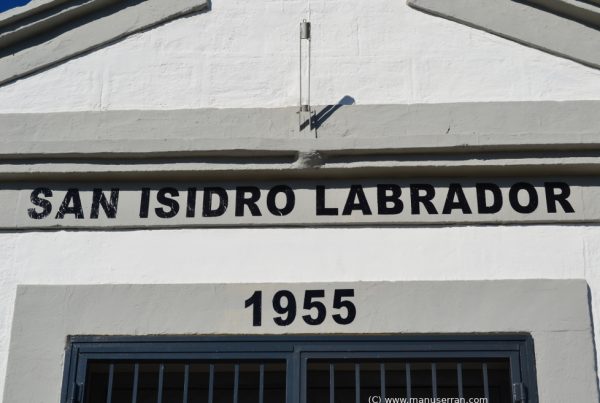 SAN ISIDRO LABRADOR
1955
(C) www.manuserran.com